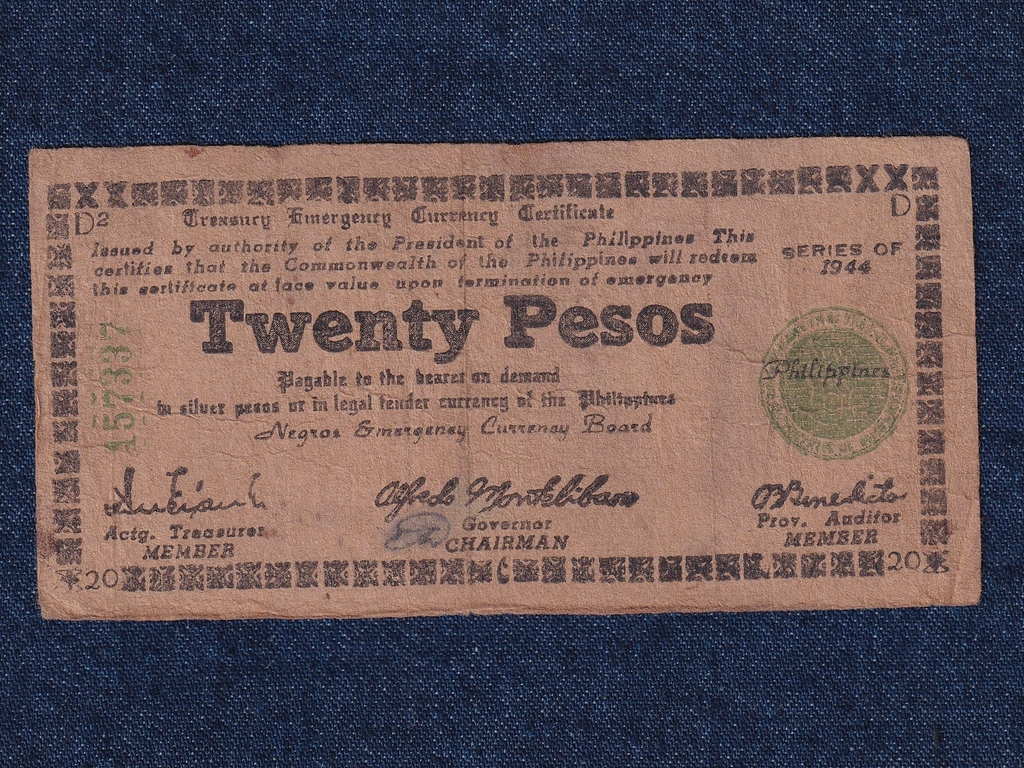 XX XX
D2 D
Treasury Emergency Currency Certificate
Issued by authority of the President of the Philippines This
certifies that the Commonwealth of the Philippines will redeem
this certificate at face value upon termination of emergency
SERIES OF
1944
Twenty Pesos
Payable to the bearer on demand
in silver pesos or in legal tender currency of the Philippines
Negros Emergency Currency Board
A157337
Philippines
Alfredo Montelibano
Actg. Treasurer
MEMBER
Governor
CHAIRMAN
Prov. Auditor
MEMBER
20 20